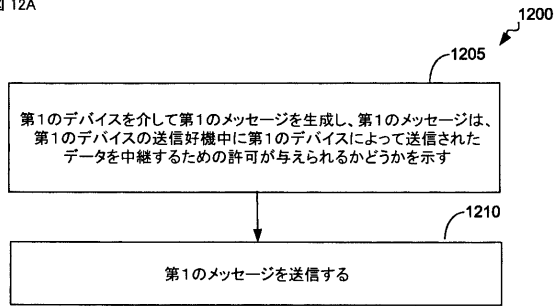 図 12A
1200
1205
第1のデバイスを介して第1のメッセージを生成し、第1のメッセージは、
第1のデバイスの送信好機中に第1のデバイスによって送信された
データを中継するための許可が与えられるかどうかを示す
1210
第1のメッセージを送信する